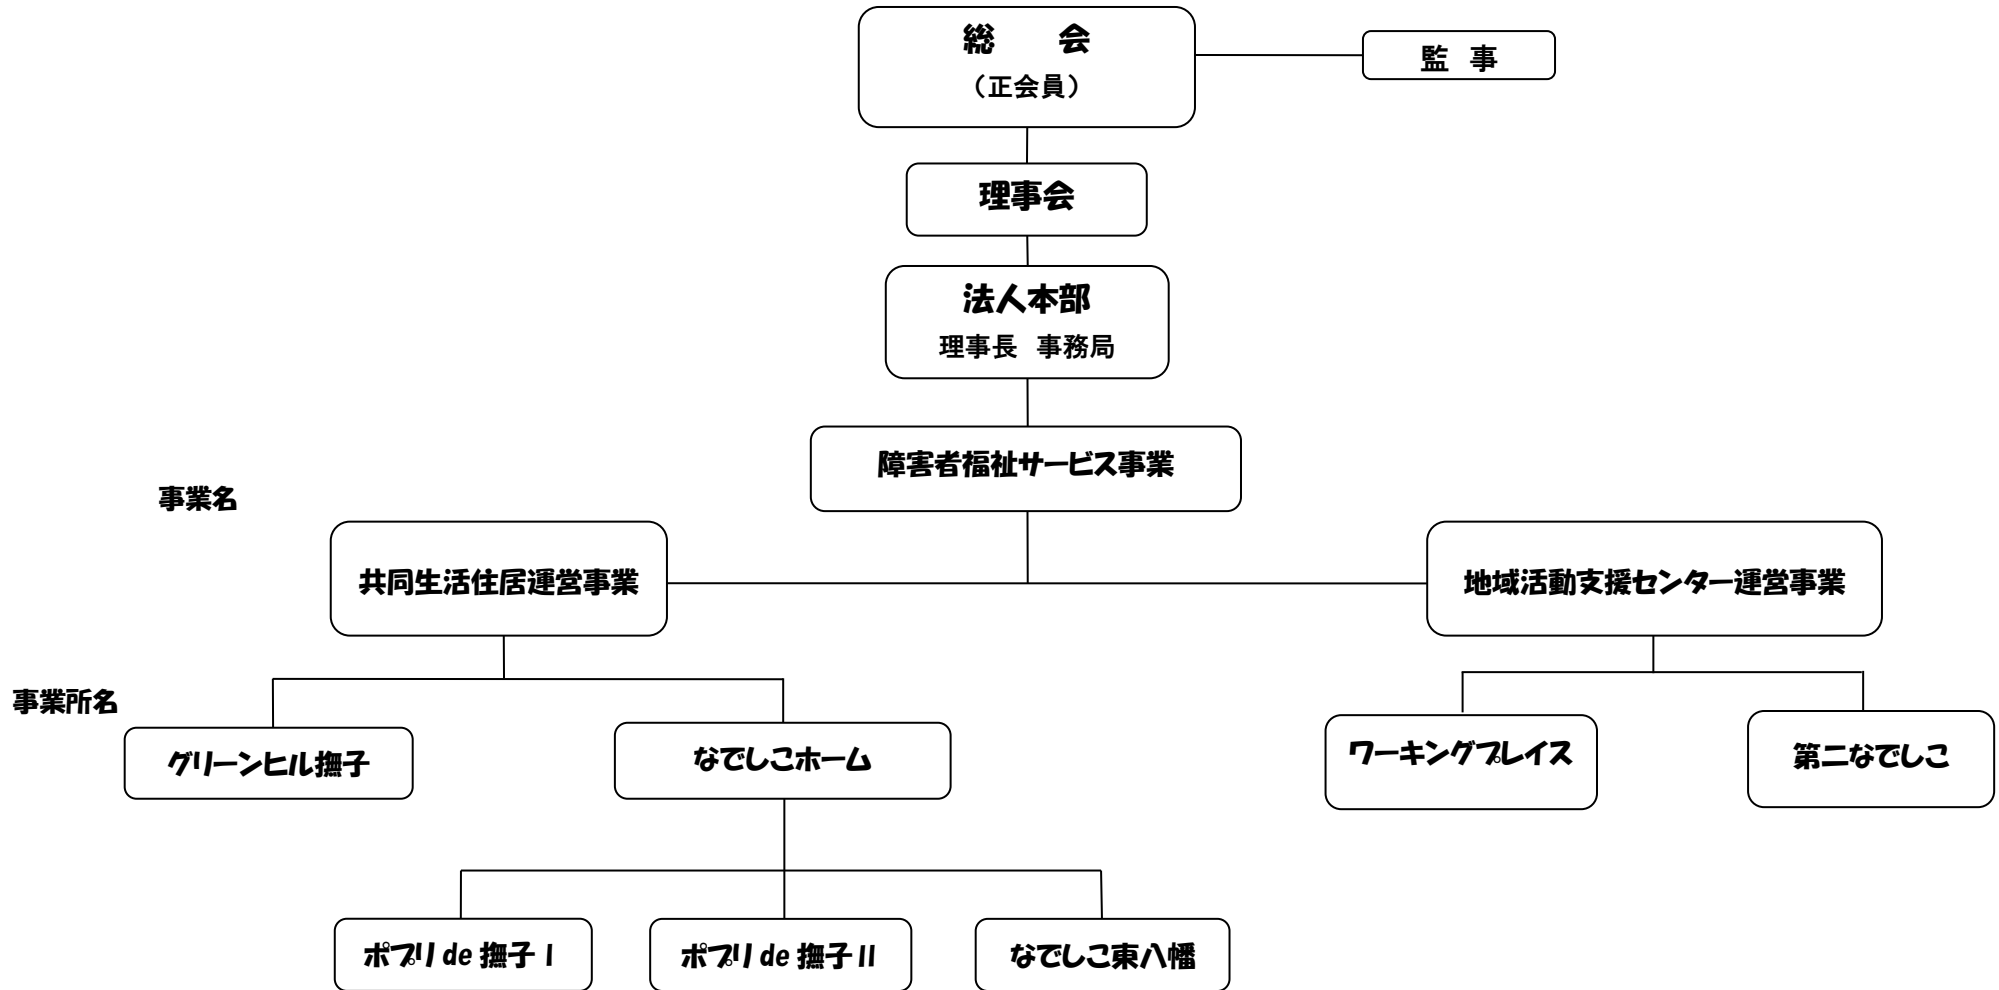 総　　会
（正会員）
監　事
理事会
法人本部
理事長　事務局
障害者福祉サービス事業
事業名
共同生活住居運営事業
地域活動支援センター運営事業
事業所名
グリーンヒル撫子
なでしこホーム
ワーキングプレイス
第二なでしこ
ポプリ de 撫子Ⅰ
ポプリ de 撫子Ⅱ
なでしこ東八幡